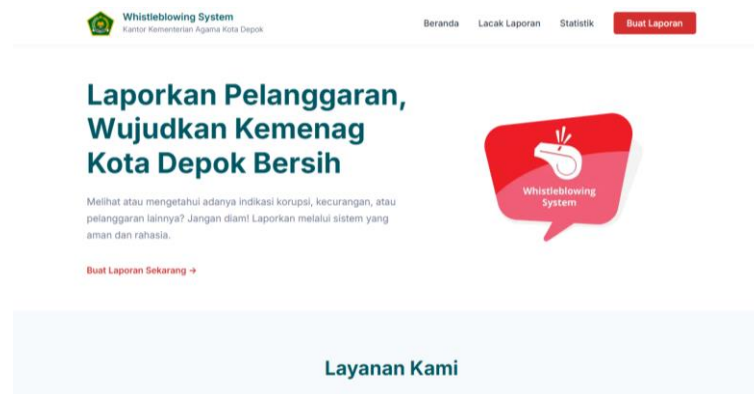 Whistleblowing System
Kantor Kementerian Agama Kota Depok
Beranda
Lacak Laporan
Statistik
Buat Laporan
Laporkan Pelanggaran,
Wujudkan Kemenag
Kota Depok Bersih
Melihat atau mengetahui adanya indikasi korupsi, kecurangan, atau
pelanggaran lainnya? Jangan diam! Laporkan melalui sistem yang
aman dan rahasia.
Buat Laporan Sekarang →
Whistleblowing
System
Layanan Kami